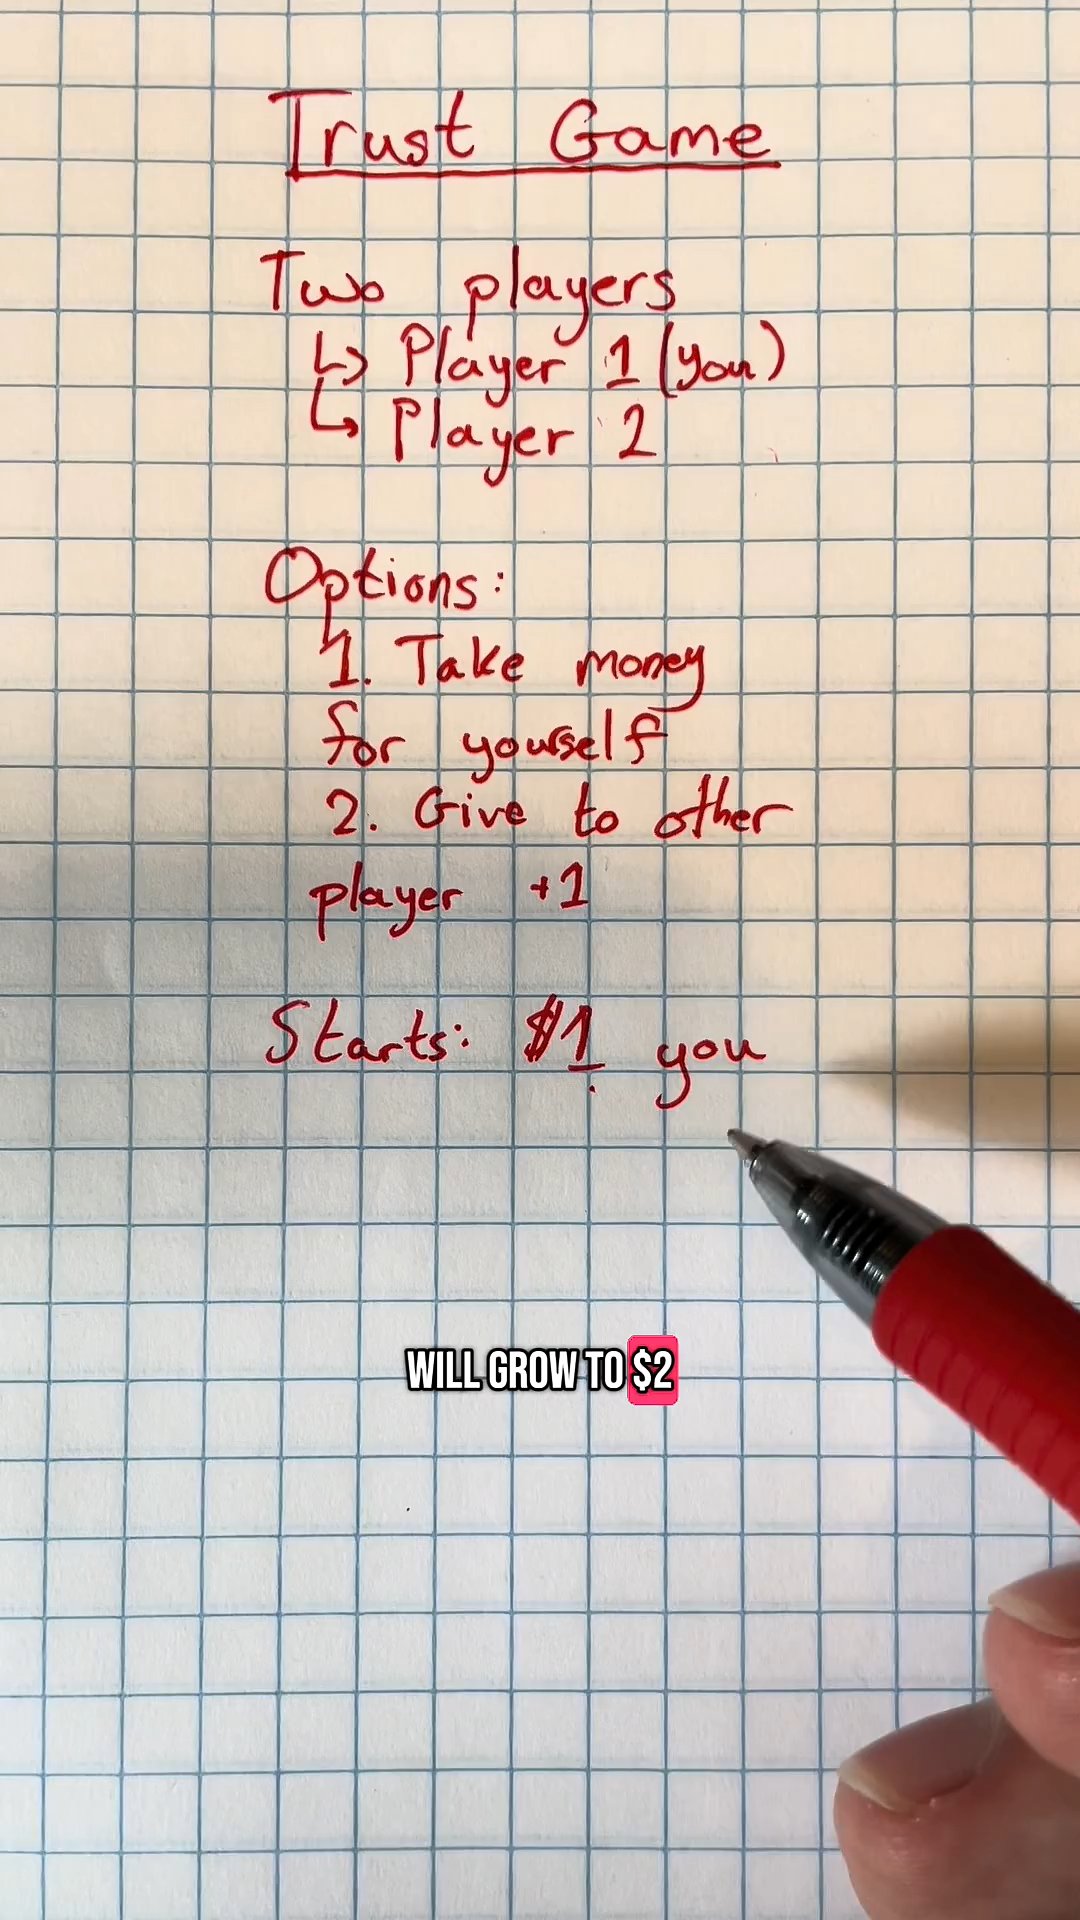 Trust Game
Two players
↳ Player 1 (you)
↳ Player 2
Options:
1. Take money
for yourself
2. Give to other
player +1
Starts: $1 you
WILL GROW TO $2